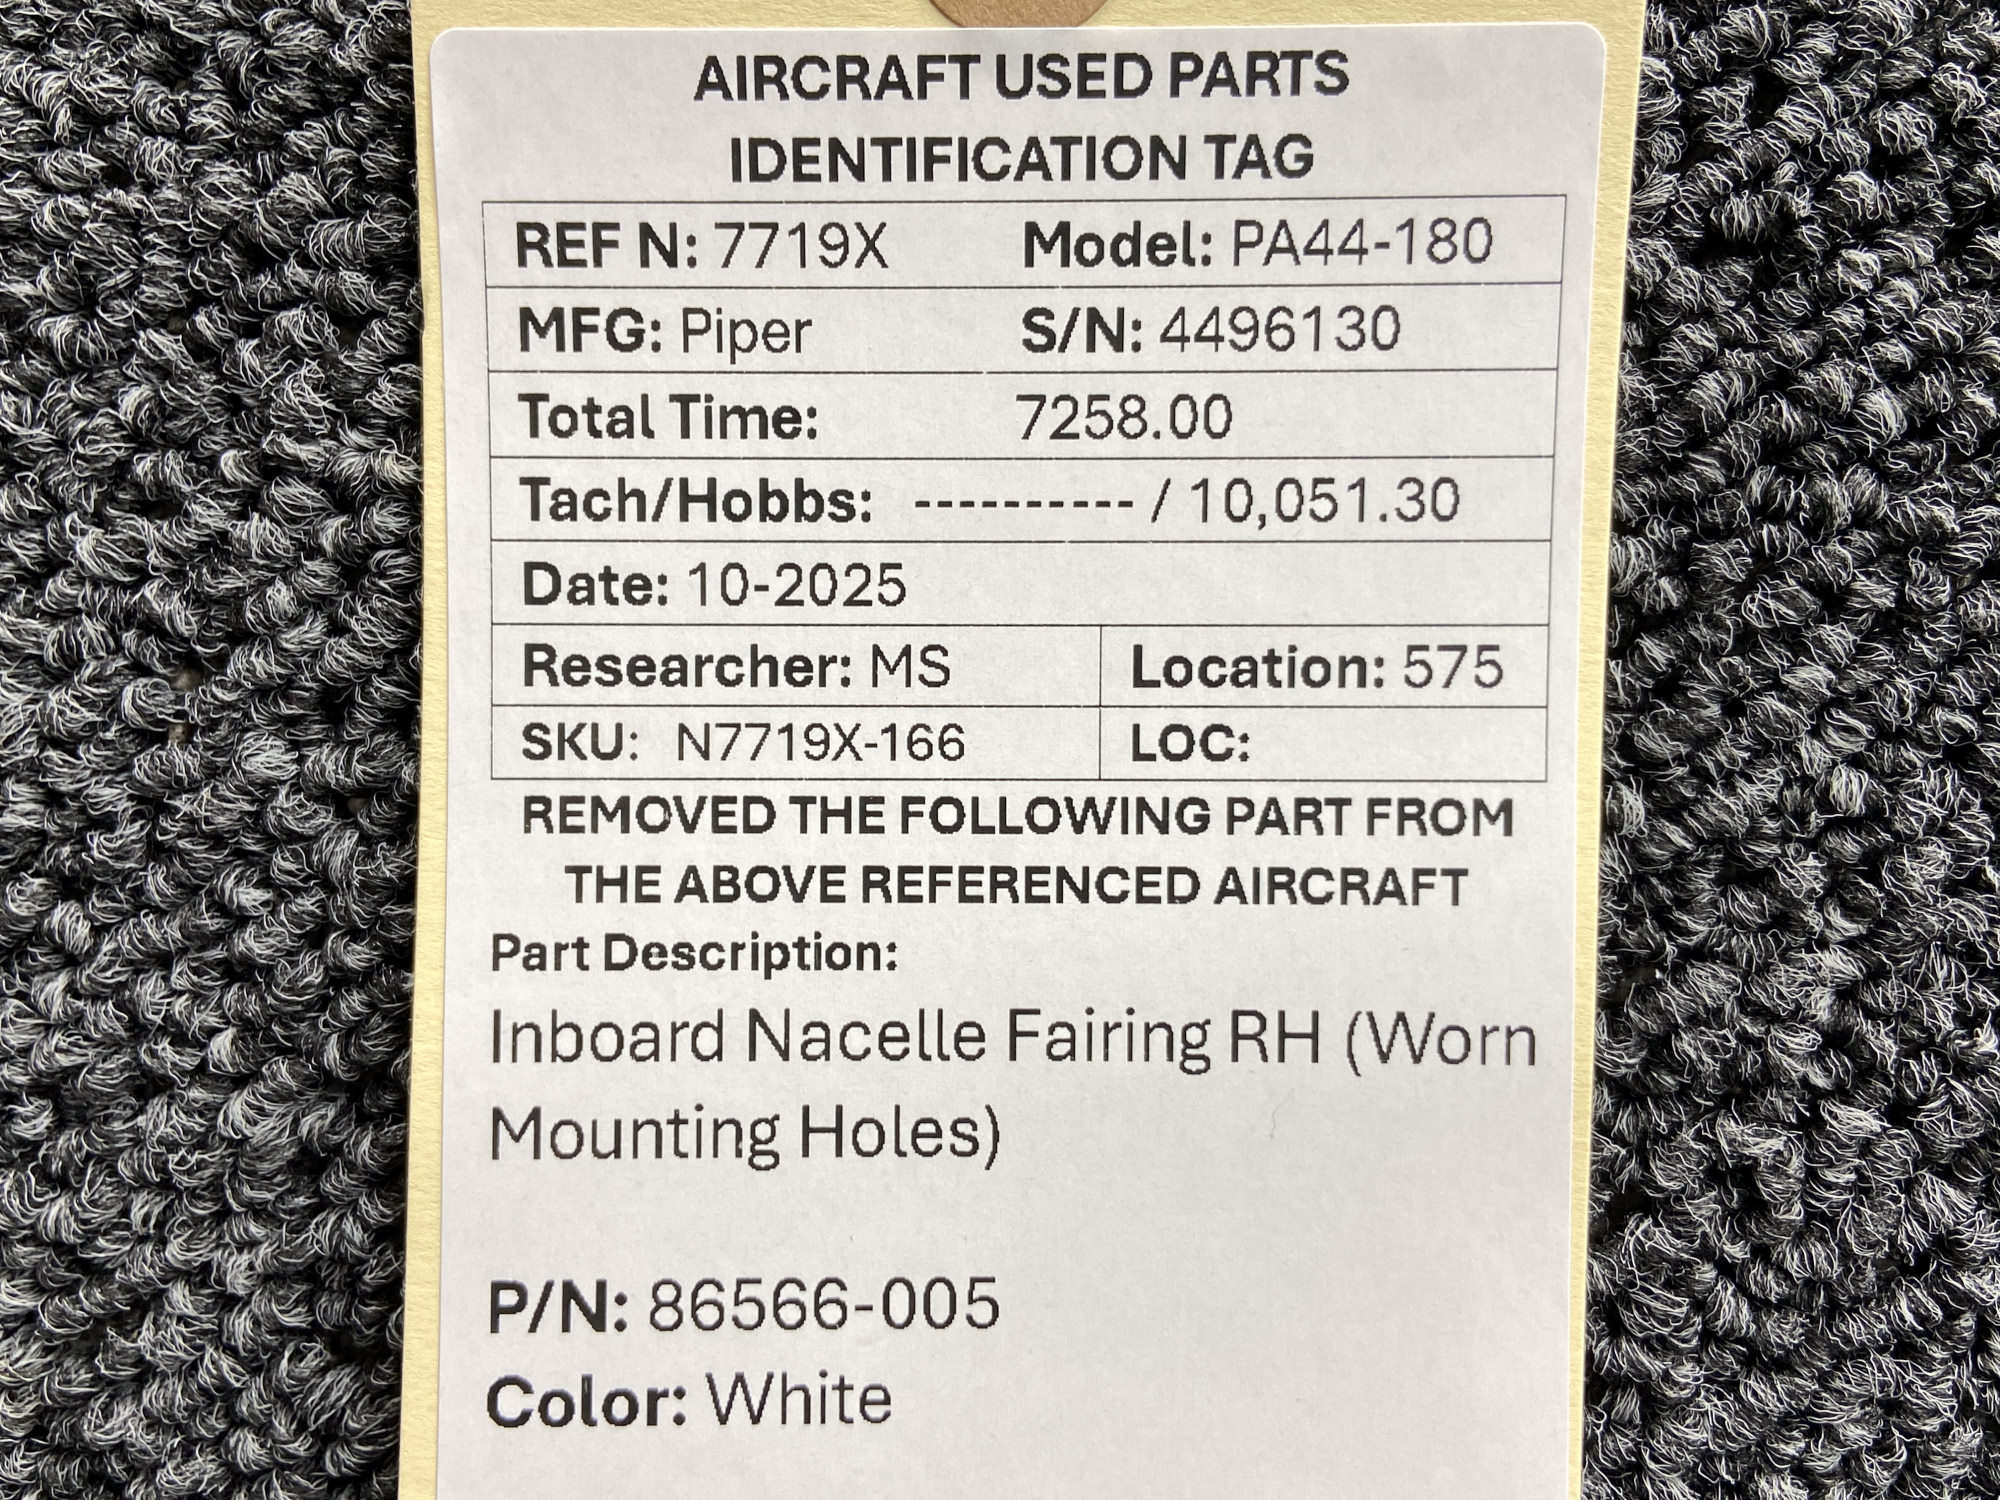 AIRCRAFT USED PARTS
IDENTIFICATION TAG
REF N: 7719X Model: PA44-180
MFG: Piper S/N: 4496130
Total Time: 7258.00
Tach/Hobbs: ---------- / 10,051.30
Date: 10-2025
Researcher: MS Location: 575
SKU: N7719X-166 LOC:
REMOVED THE FOLLOWING PART FROM
THE ABOVE REFERENCED AIRCRAFT
Part Description:
Inboard Nacelle Fairing RH (Worn
Mounting Holes)
P/N: 86566-005
Color: White